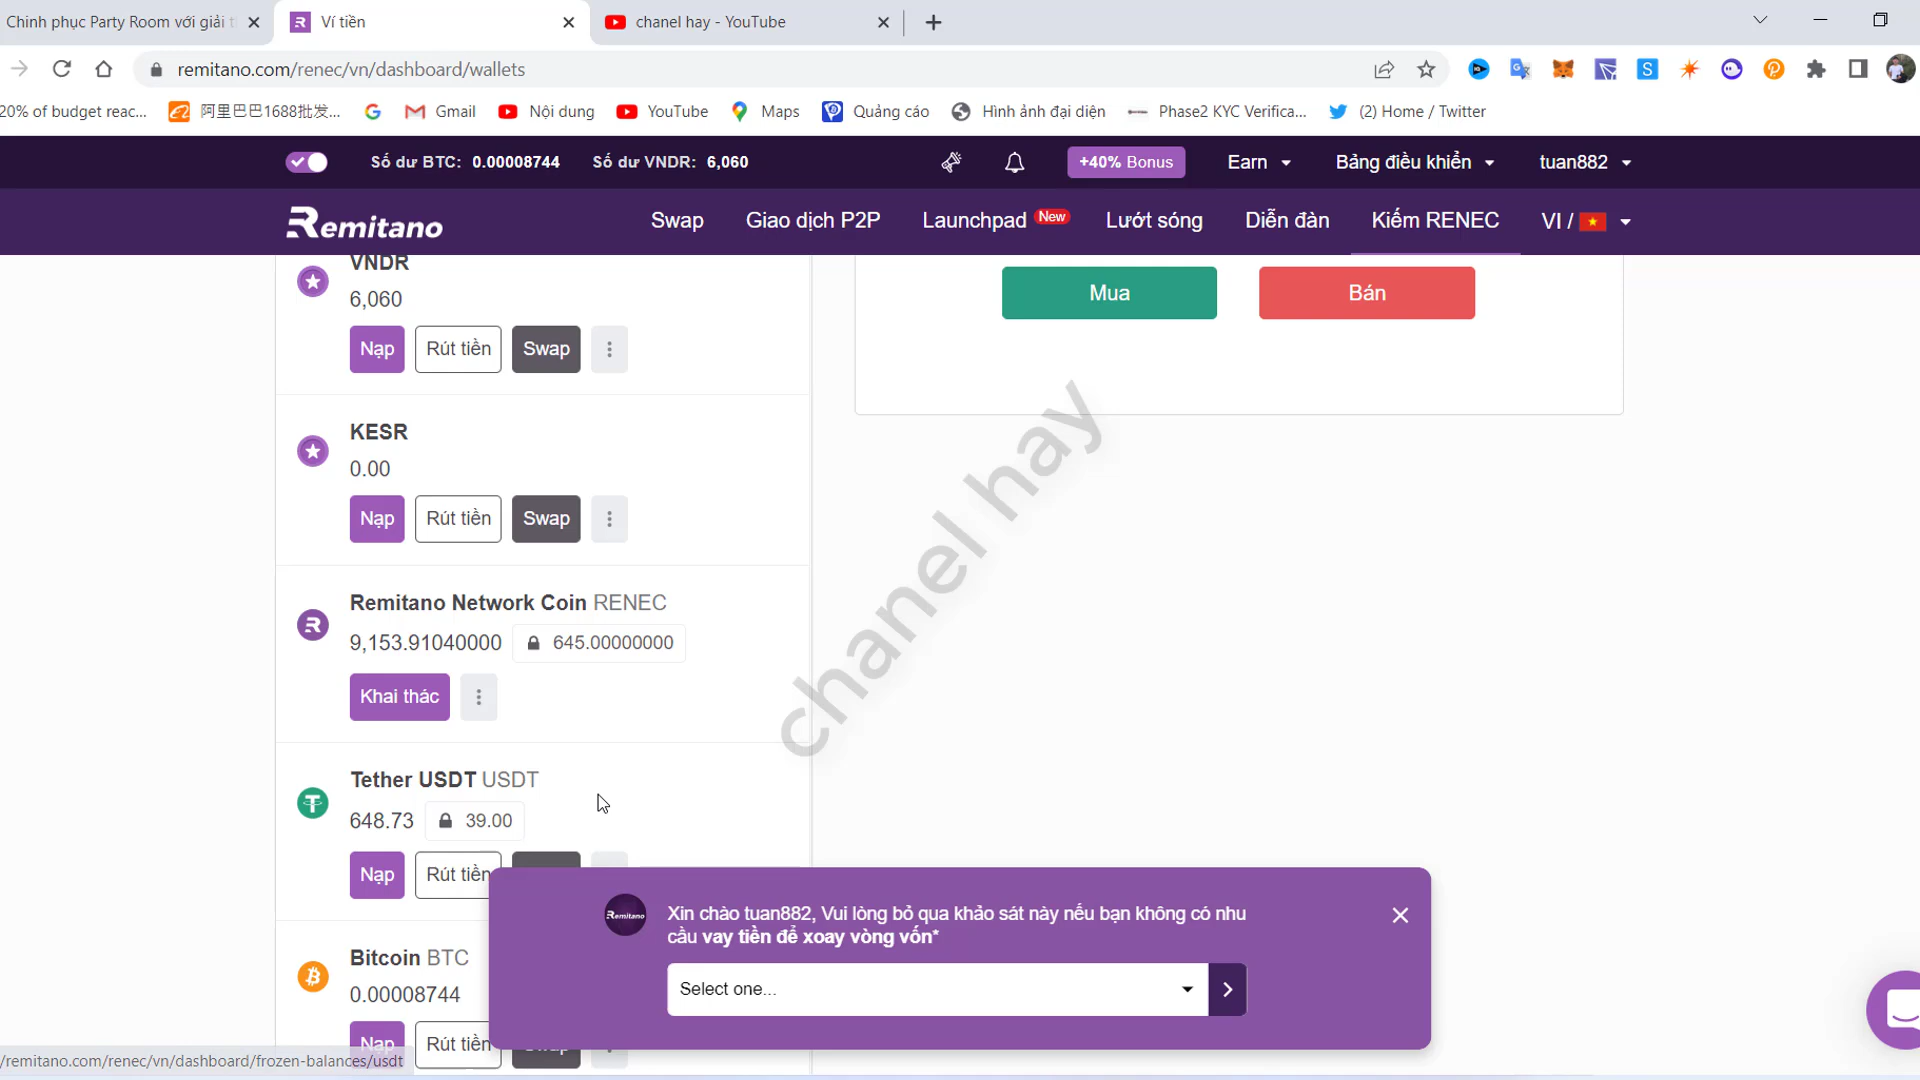 Chinh phục Party Room với giải t
Ví tiền
chanel hay - YouTube
remitano.com/renec/vn/dashboard/wallets
20% of budget reac...
阿里巴巴1688批发...
Gmail
Nội dung
YouTube
Maps
Quảng cáo
Hình ảnh đại diện
Phase2 KYC Verifica...
(2) Home / Twitter
Số dư BTC: 0.00008744
Số dư VNDR: 6,060
+40% Bonus
Earn
Bảng điều khiển
tuan882
Remitano
Swap
Giao dịch P2P
Launchpad New
Lướt sóng
Diễn đàn
Kiếm RENEC
VI /
VNDR
6,060
Nạp
Rút tiền
Swap
Mua
Bán
KESR
0.00
Nạp
Rút tiền
Swap
Remitano Network Coin RENEC
9,153.91040000
645.00000000
Khai thác
Tether USDT USDT
648.73
39.00
Nạp
Rút tiền
Bitcoin BTC
0.00008744
Nạp
Rút tiền
Swap
chanel hay
Remitano
Xin chào tuan882, Vui lòng bỏ qua khảo sát này nếu bạn không có nhu
cầu vay tiền để xoay vòng vốn*
Select one...
/remitano.com/renec/vn/dashboard/frozen-balances/usdt